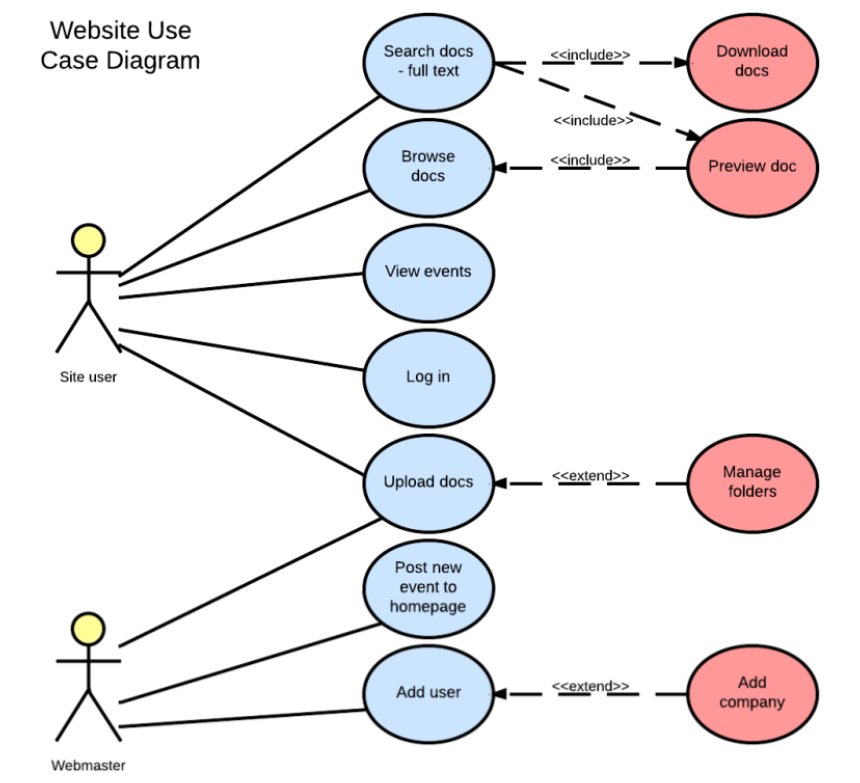 Website Use
Case Diagram
Search docs
- full text
<<include>>
Download
docs
<<include>>
Browse
docs
<<include>>
Preview doc
View events
Site user
Log in
Upload docs
<<extend>>
Manage
folders
Post new
event to
homepage
Add user
<<extend>>
Add
company
Webmaster